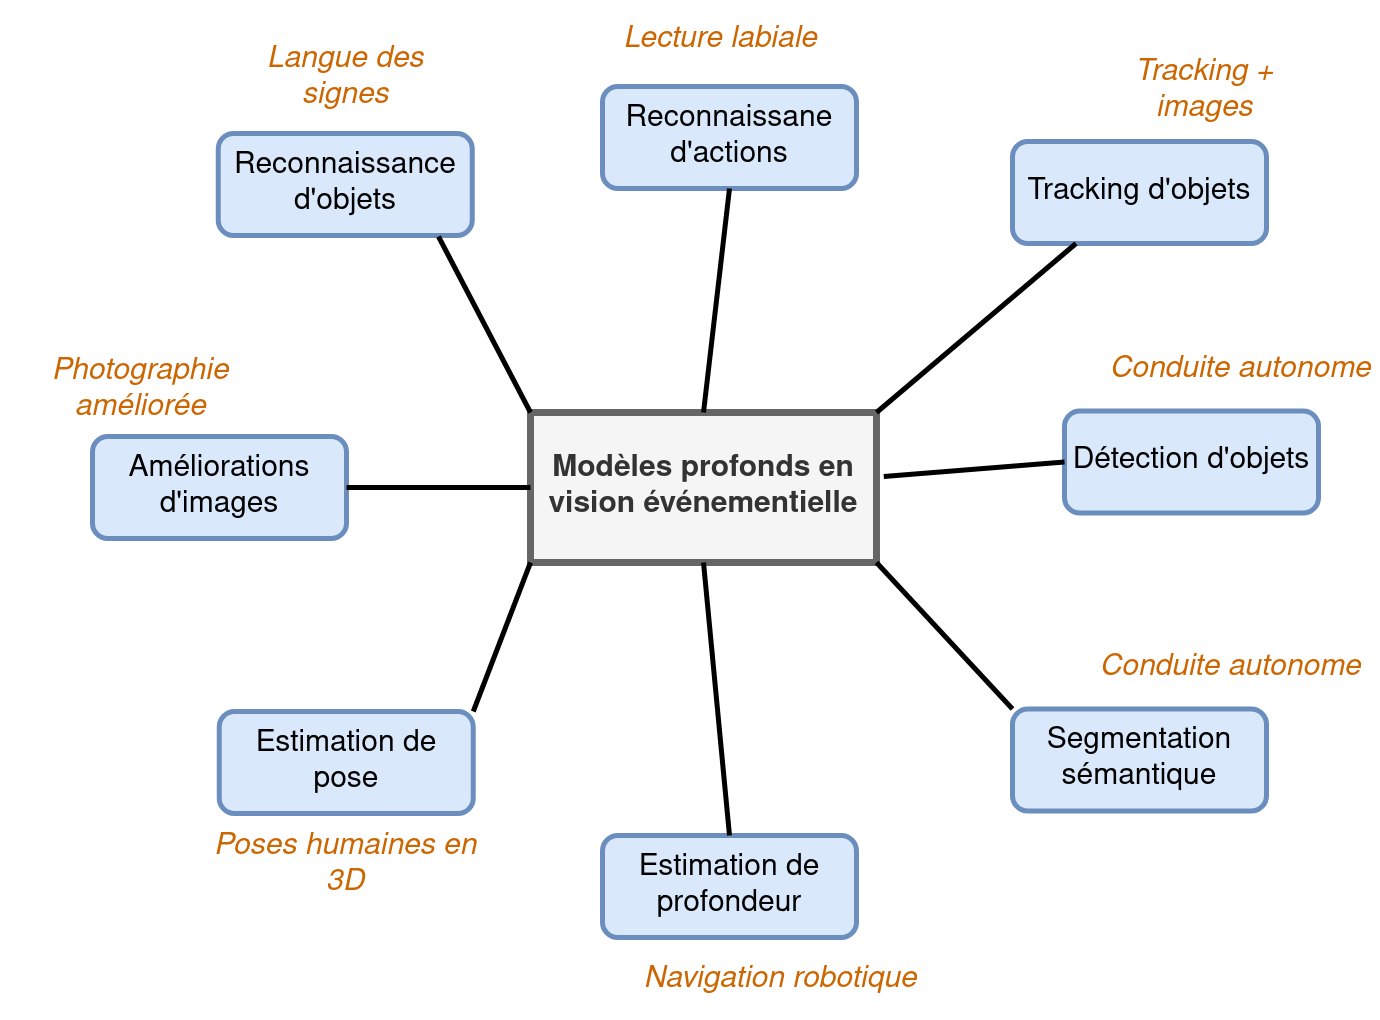 Langue des
signes
Reconnaissance
d'objets
Lecture labiale
Reconnaissane
d'actions
Tracking +
images
Tracking d'objets
Photographie
améliorée
Améliorations
d'images
Modèles profonds en
vision événementielle
Conduite autonome
Détection d'objets
Estimation de
pose
Poses humaines en
3D
Estimation de
profondeur
Navigation robotique
Conduite autonome
Segmentation
sémantique